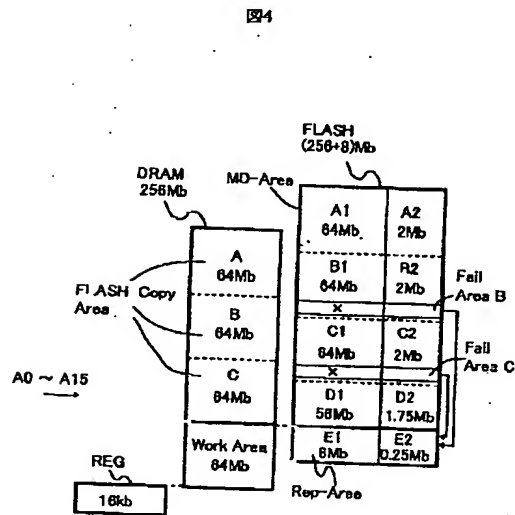 図4
FLASH
(256+8)Mb
DRAM
256Mb
MD-Area
A1
64Mb
A2
2Mb
A
64Mb
B1
64Mb
B2
2Mb
Fail
Area B
FLASH Copy
Area
×
B
64Mb
C1
64Mb
C2
2Mb
Fail
Area C
×
C
64Mb
D1
56Mb
D2
1.75Mb
A0 ~ A15
Work Area
64Mb
E1
8Mb
E2
0.25Mb
REG
16kb
Rep-Area